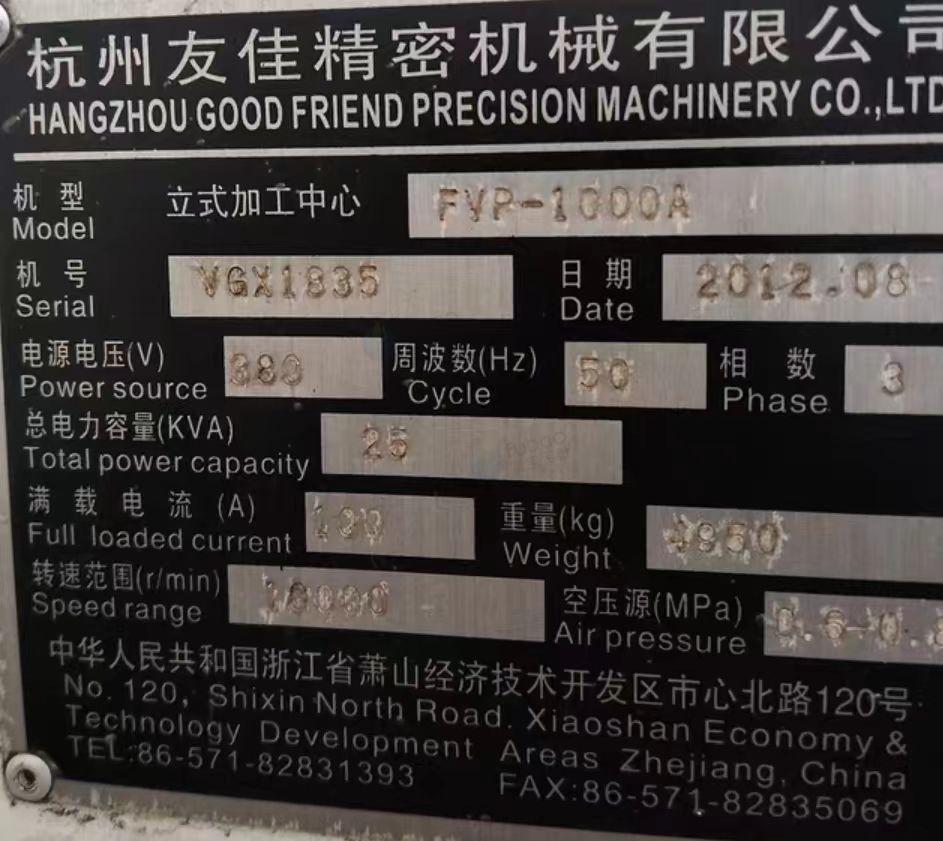 杭州友佳精密机械有限公司
HANGZHOU GOOD FRIEND PRECISION MACHINERY CO.,LTD
机型 立式加工中心 FVP-1000A
Model
机号 VGX1835 日期 2012.08
Serial Date
电源电压(V) 380 周波数(Hz) 50 相数 3
Power source Cycle Phase
总电力容量(KVA) 25
Total power capacity
满载电流(A) 100 重量(kg)
Full loaded current Weight
转速范围(r/min) 10000 空压源(MPa)
Speed range Air pressure
中华人民共和国浙江省萧山经济技术开发区市心北路120号
No. 120, Shixin North Road. Xiaoshan Economy &
Technology Development Areas Zhejiang, China
TEL:86-571-82831393 FAX:86-571-82835069